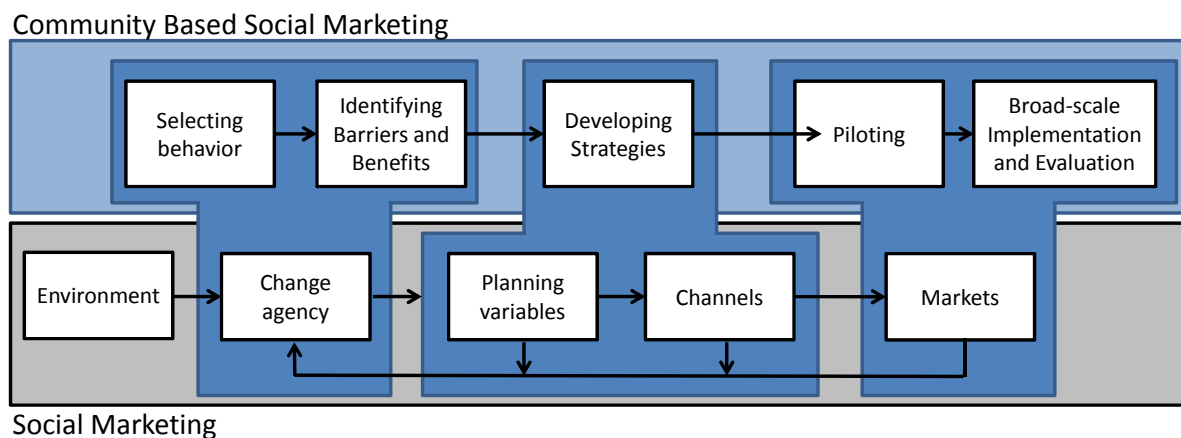 Community Based Social Marketing
Selecting
behavior
Identifying
Barriers and
Benefits
Developing
Strategies
Piloting
Broad-scale
Implementation
and Evaluation
Environment
Change
agency
Planning
variables
Channels
Markets
Social Marketing